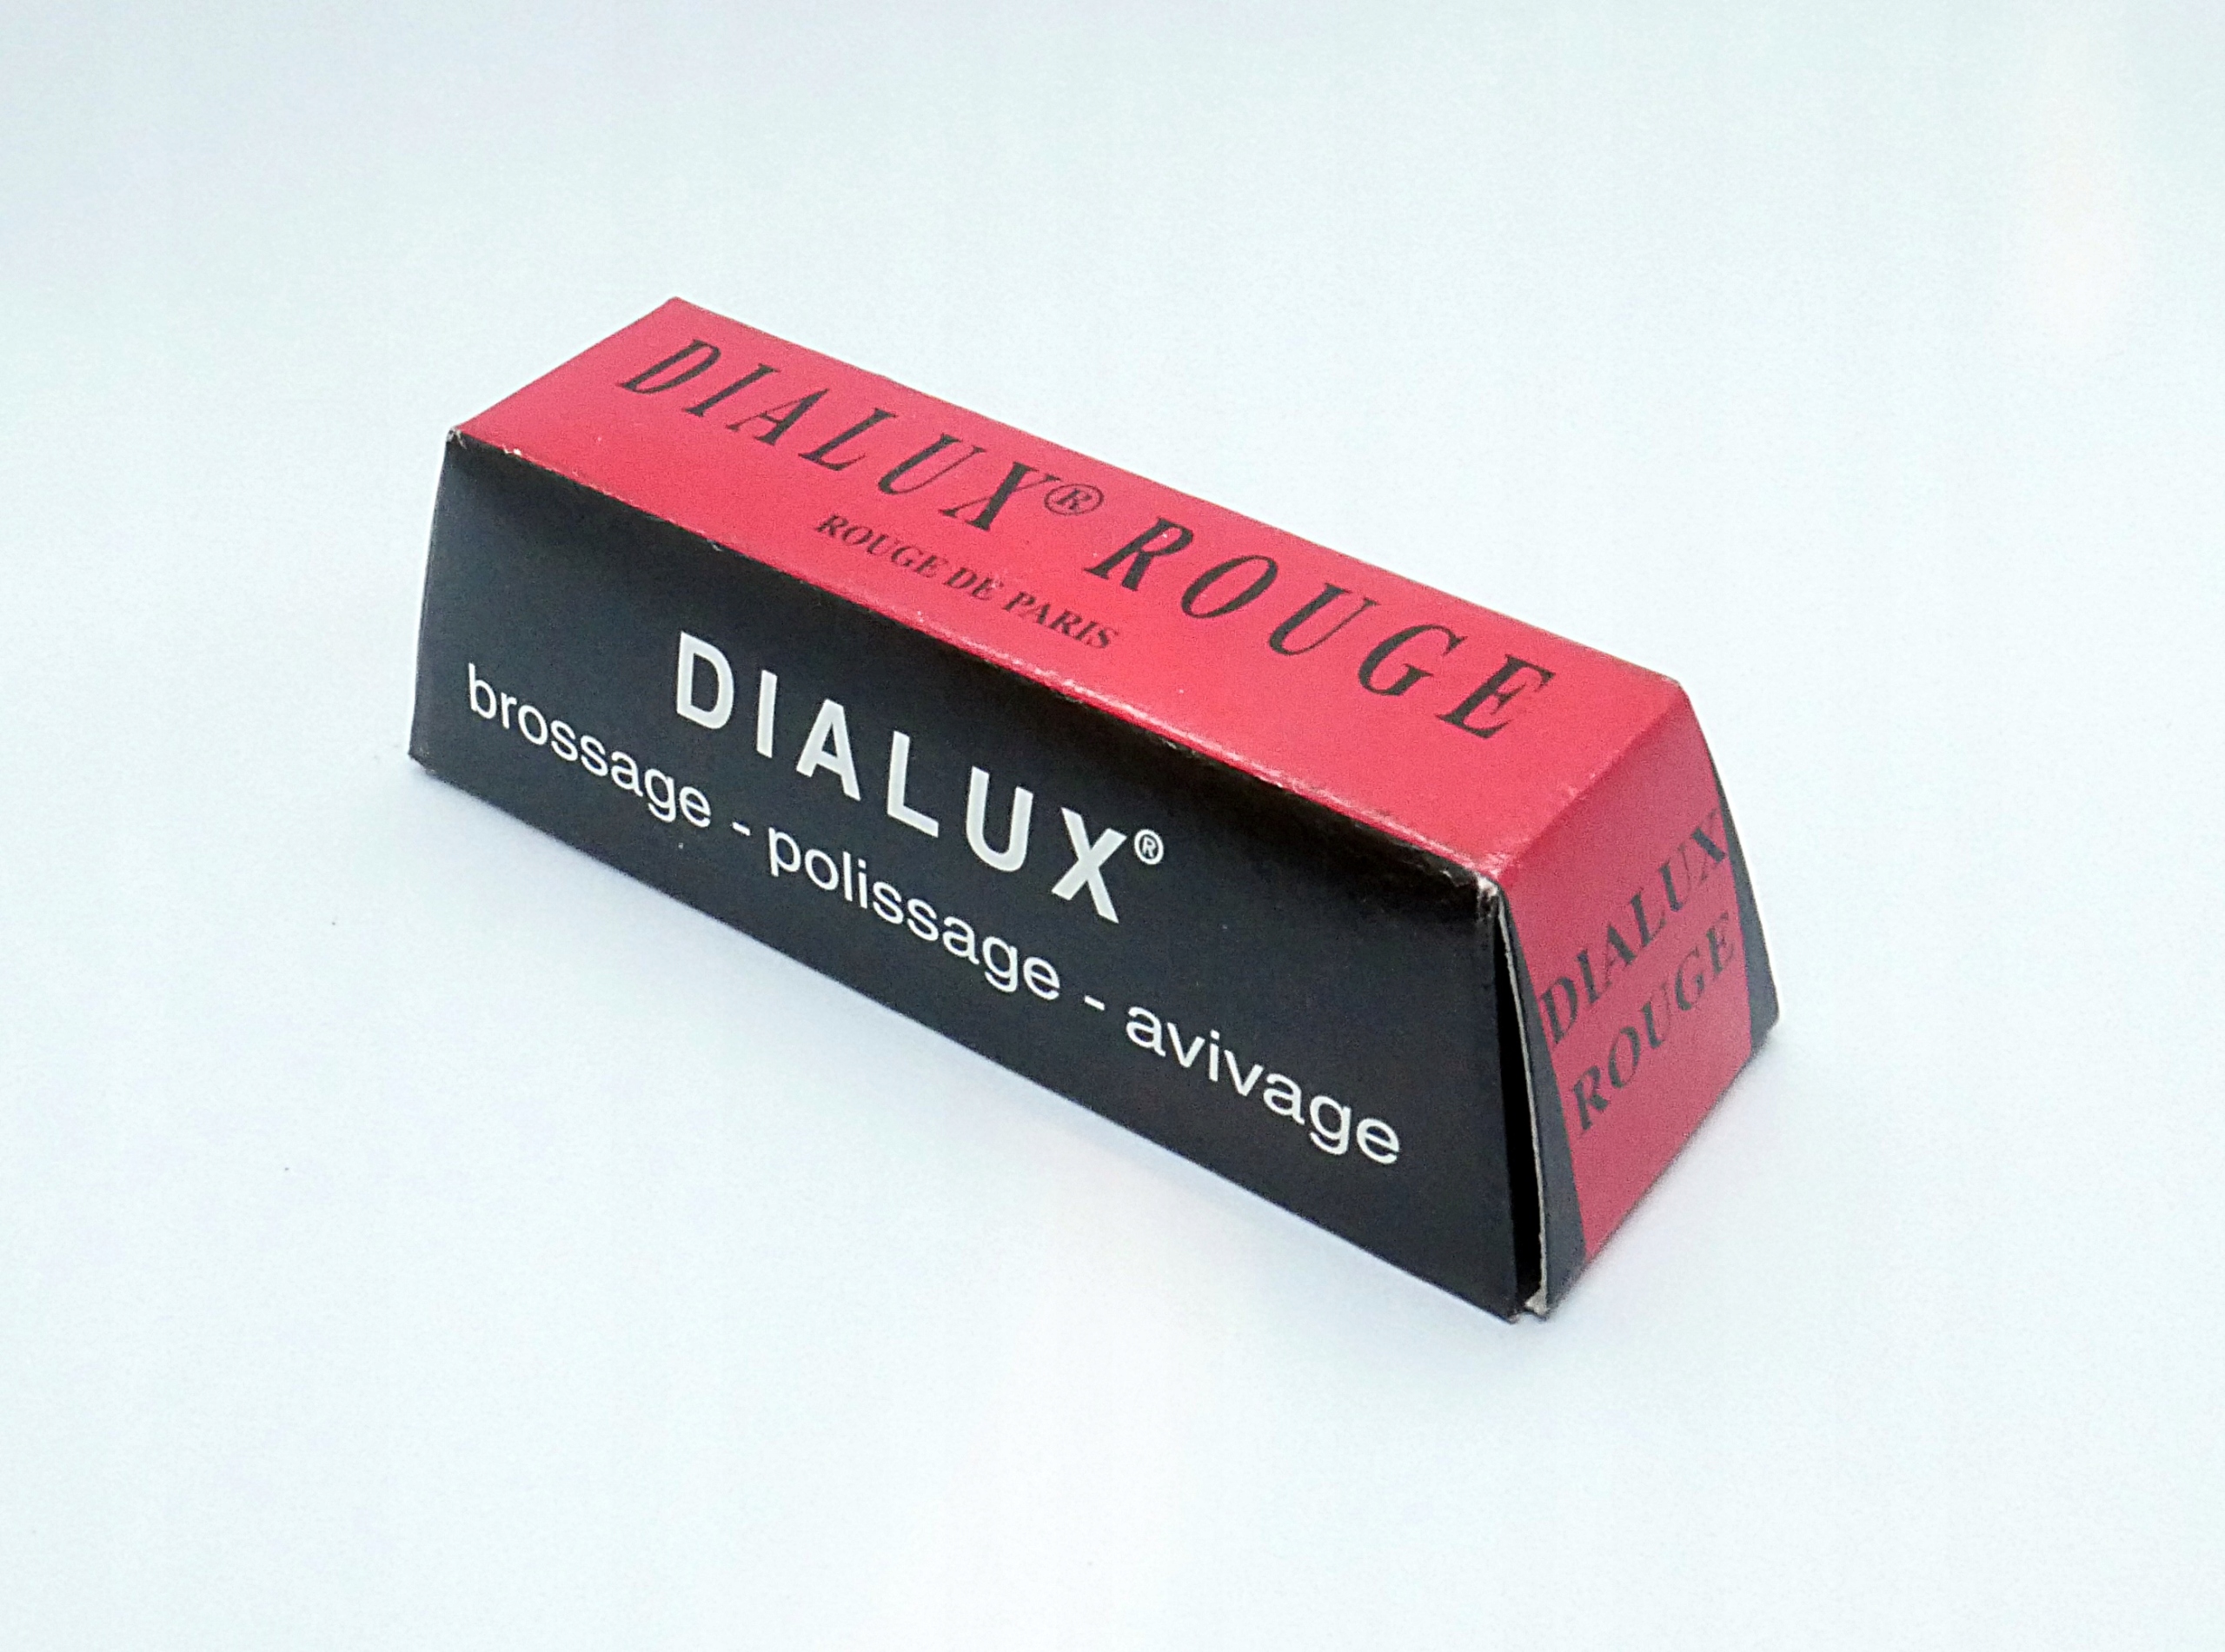 DIALUX® ROUGE
ROUGE DE PARIS
DIALUX®
brossage - polissage - avivage
DIALUX
ROUGE